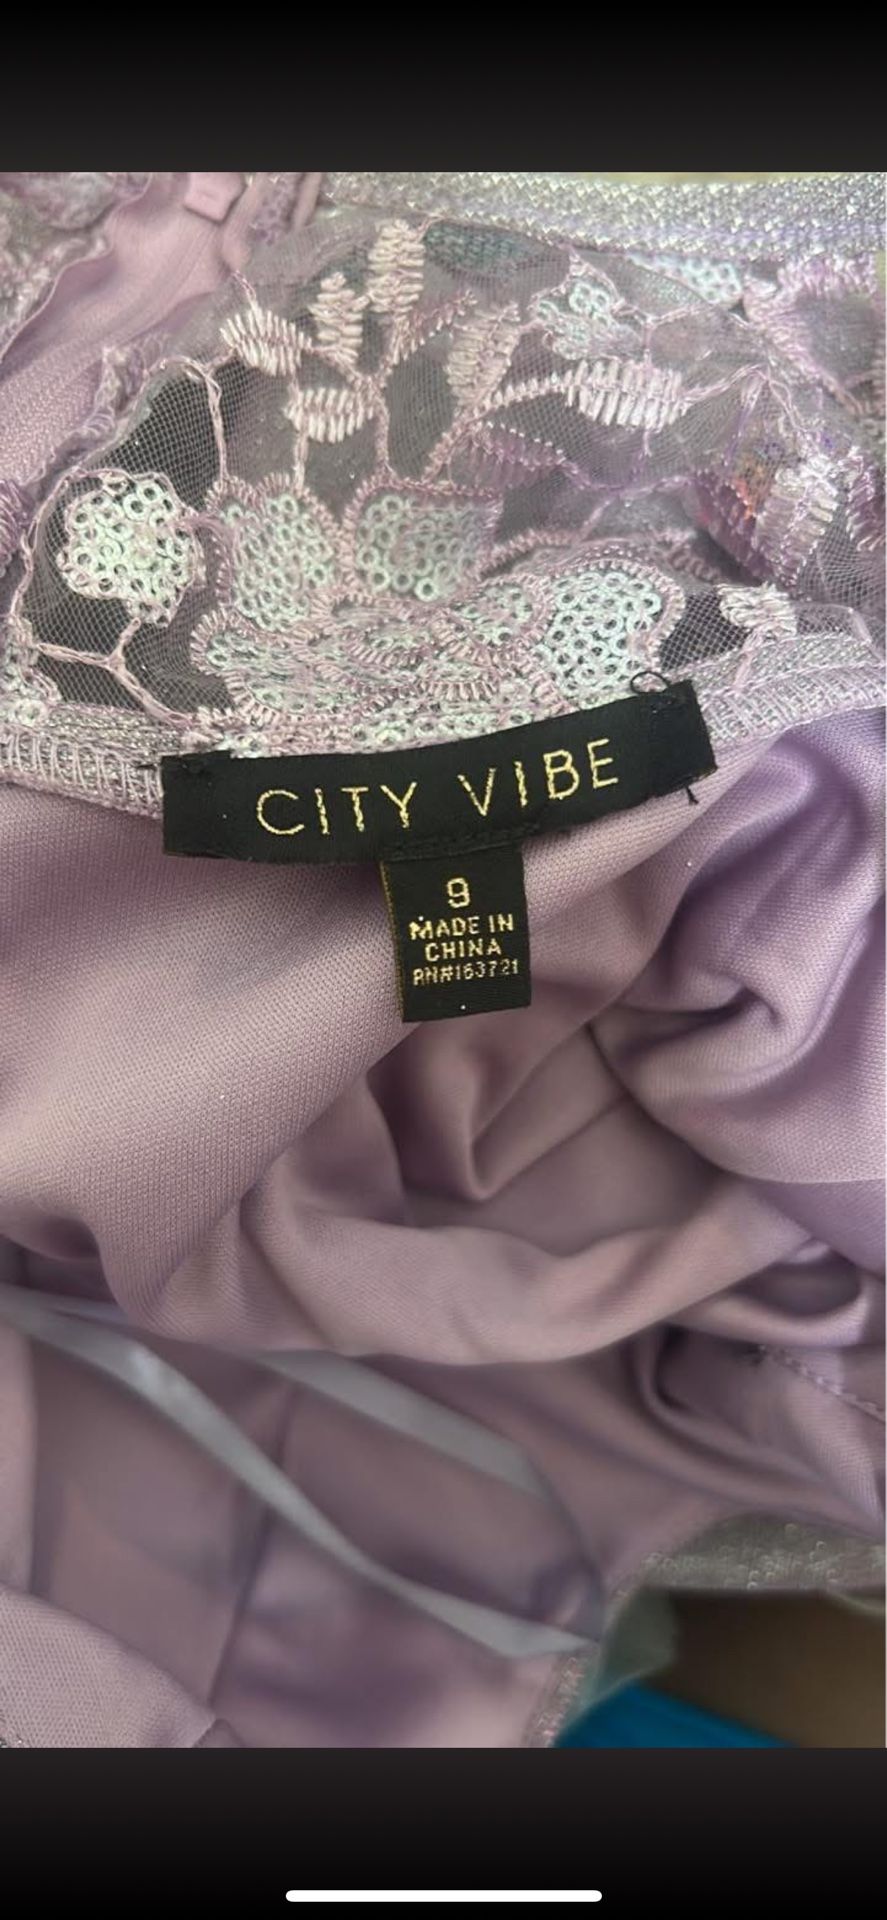 CITY VIBE
9
MADE IN
CHINA
RN#163721